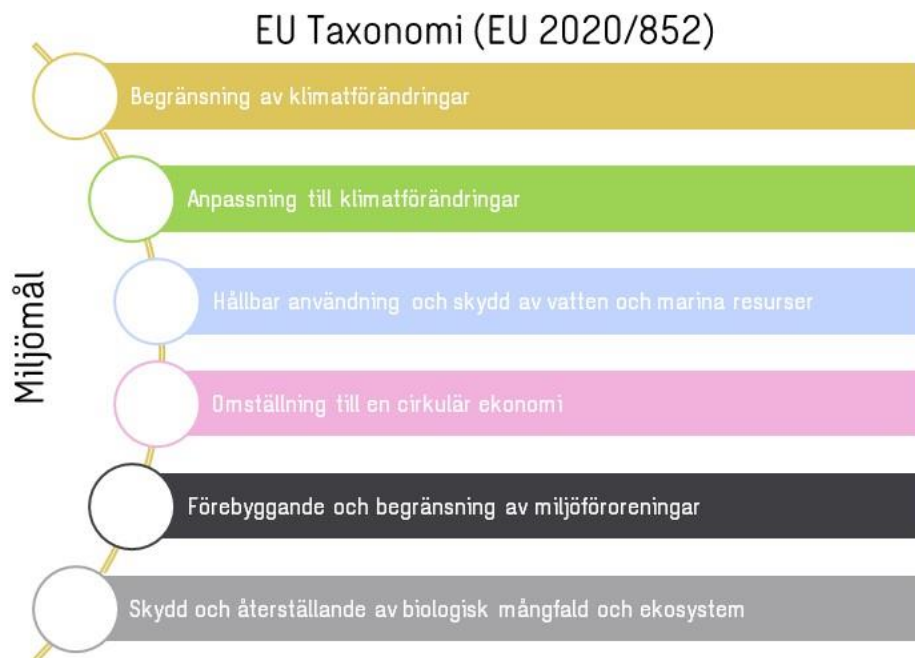 EU Taxonomi (EU 2020/852)
Miljömål
Begränsning av klimatförändringar
Anpassning till klimatförändringar
Hållbar användning och skydd av vatten och marina resurser
Omställning till en cirkulär ekonomi
Förebyggande och begränsning av miljöföroreningar
Skydd och återställande av biologisk mångfald och ekosystem